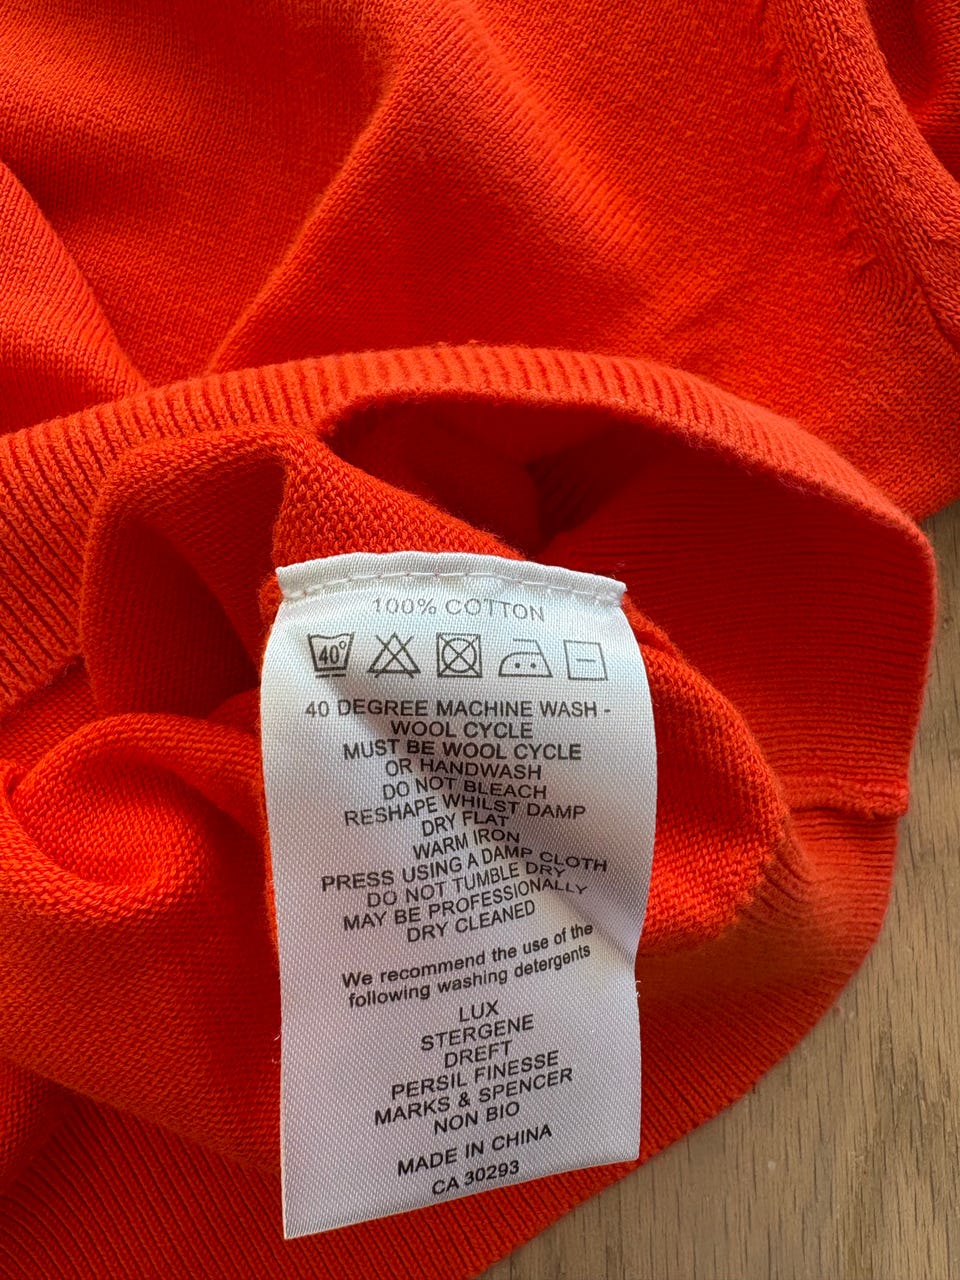 100% COTTON
40°
40 DEGREE MACHINE WASH -
WOOL CYCLE
MUST BE WOOL CYCLE
OR HANDWASH
DO NOT BLEACH
RESHAPE WHILST DAMP
DRY FLAT
WARM IRON
PRESS USING A DAMP CLOTH
DO NOT TUMBLE DRY
MAY BE PROFESSIONALLY
DRY CLEANED
We recommend the use of the
following washing detergents
LUX
STERGENE
DREFT
PERSIL FINESSE
MARKS & SPENCER
NON BIO
MADE IN CHINA
CA 30293